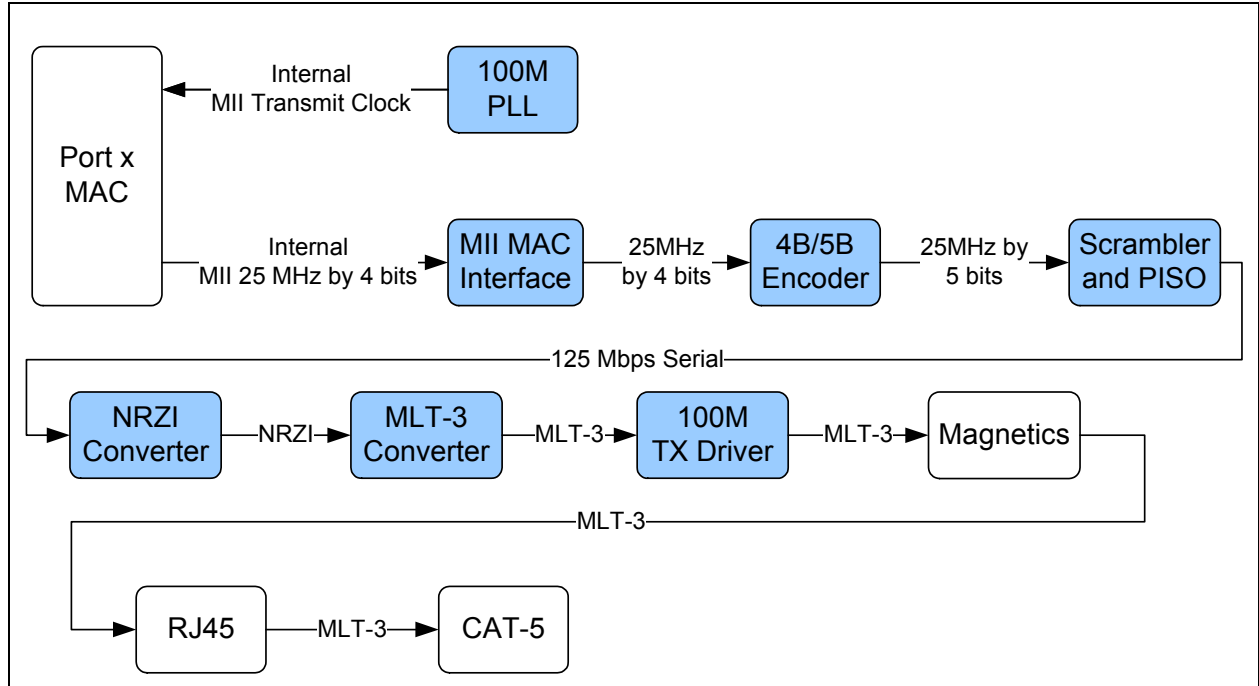 Internal
MII Transmit Clock
100M
PLL
Port x
MAC
Internal
MII 25 MHz by 4 bits
MII MAC
Interface
25MHz
by 4 bits
4B/5B
Encoder
25MHz by
5 bits
Scrambler
and PISO
125 Mbps Serial
NRZI
Converter
NRZI
MLT-3
Converter
MLT-3
100M
TX Driver
MLT-3
Magnetics
MLT-3
RJ45
MLT-3
CAT-5